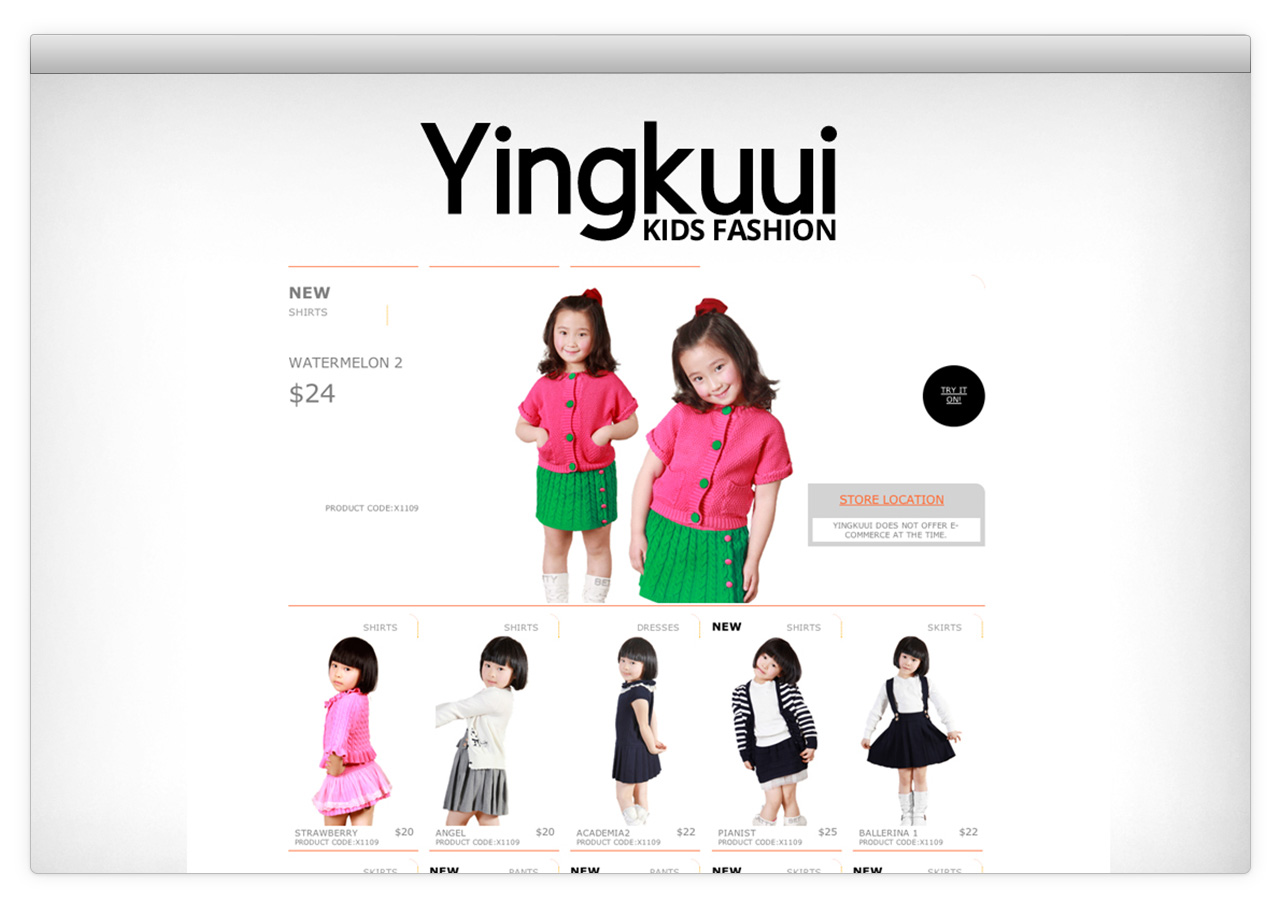 Yingkuui
KIDS FASHION
NEW
SHIRTS
WATERMELON 2
$24
PRODUCT CODE:X1109
TRY IT
ON!
STORE LOCATION
YINGKUUI DOES NOT OFFER E-
COMMERCE AT THE TIME.
SHIRTS
SHIRTS
DRESSES
NEW SHIRTS
SKIRTS
STRAWBERRY $20
PRODUCT CODE:X1109
ANGEL $20
PRODUCT CODE:X1109
ACADEMIA2 $22
PRODUCT CODE:X1109
PIANIST $25
PRODUCT CODE:X1109
BALLERINA 1 $22
PRODUCT CODE:X1109
SKIRTS
NEW PANTS
NEW PANTS
NEW SKIRTS
NEW SKIRTS